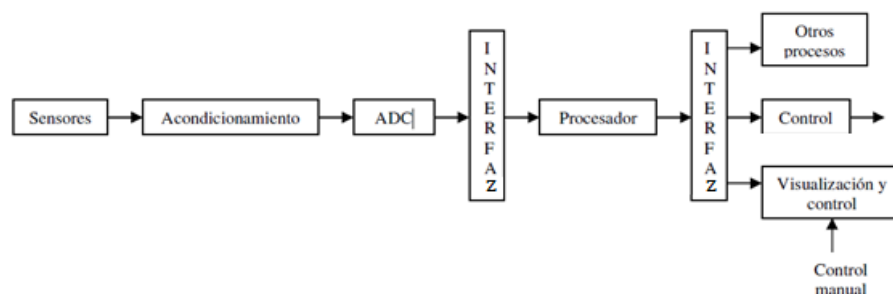 Sensores
Acondicionamiento
ADC
I
N
T
E
R
F
A
Z
Procesador
I
N
T
E
R
F
A
Z
Otros
procesos
Control
Visualización y
control
Control
manual